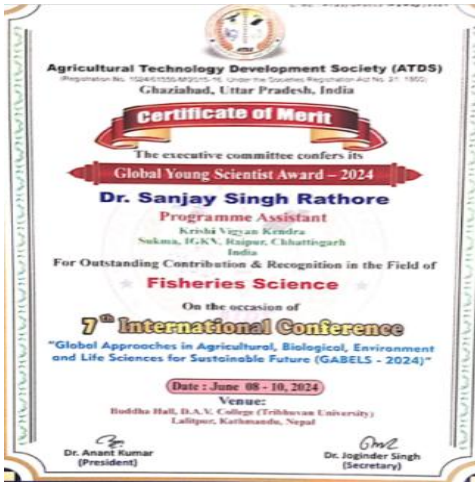 Agricultural Technology Development Society (ATDS)
Ghaziabad, Uttar Pradesh, India
Certificate of Merit
The executive committee confers its
Global Young Scientist Award – 2024
Dr. Sanjay Singh Rathore
Programme Assistant
Krishi Vigyan Kendra
Sukma, IGKV, Raipur, Chhattisgarh
India
For Outstanding Contribution & Recognition in the Field of
Fisheries Science
On the occasion of
7th International Conference
"Global Approaches in Agricultural, Biological, Environment
and Life Sciences for Sustainable Future (GABELS - 2024)"
Date : June 08 - 10, 2024
Venue:
Buddha Hall, D.A.V. College (Tribhuvan University)
Lalitpur, Kathmandu, Nepal
Dr. Anant Kumar
(President)
Dr. Joginder Singh
(Secretary)